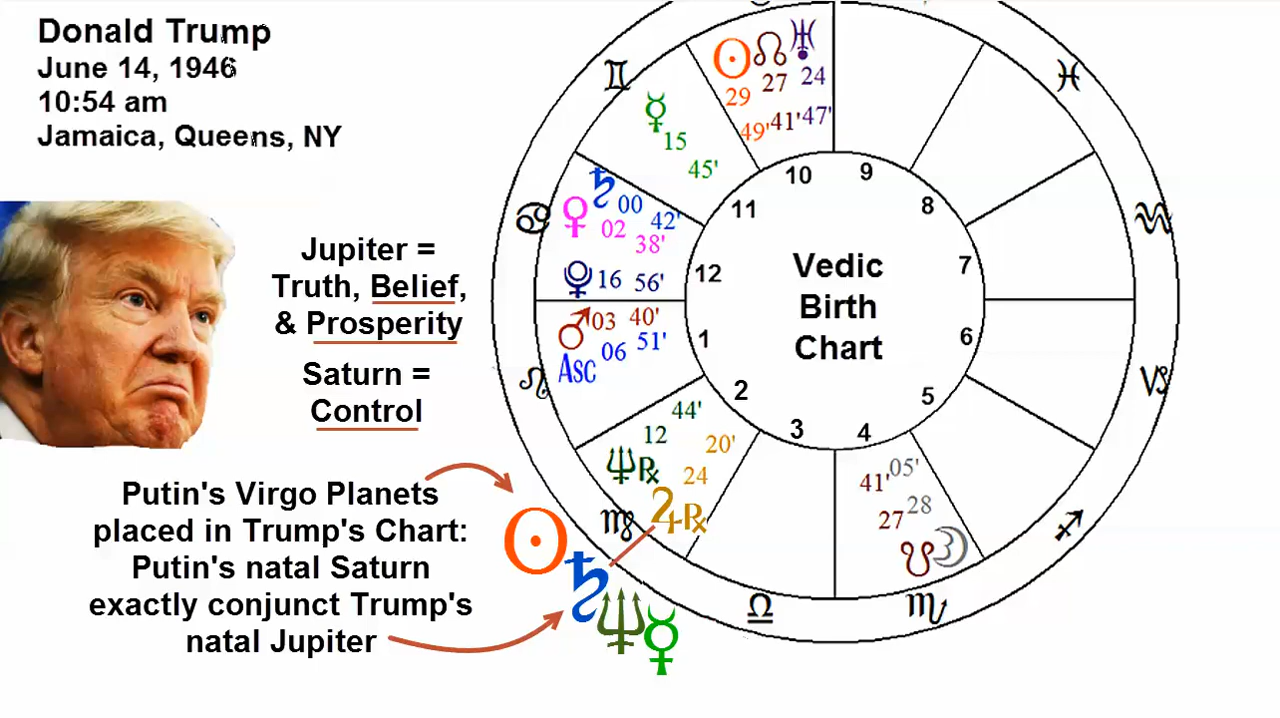 Donald Trump
June 14, 1946
10:54 am
Jamaica, Queens, NY
Jupiter =
Truth, Belief,
& Prosperity
Saturn =
Control
Putin's Virgo Planets
placed in Trump's Chart:
Putin's natal Saturn
exactly conjunct Trump's
natal Jupiter
♊
☉ ☊ ♅
29 27 24
49' 41' 47'
☿
15
45'
♋
♄ 00 42'
♀ 02 38'
♇ 16 56'
♂ 03 40'
Asc 06 51'
♌
44'
12
♆℞
20'
24
♃℞
♍
☉ ♄ ♆ ☿
♎
41' 05'
27 28
☋ ☽
♏
♐
♑
♒
♓
10 9
11 8
12 7
1 6
2 5
3 4
Vedic
Birth
Chart